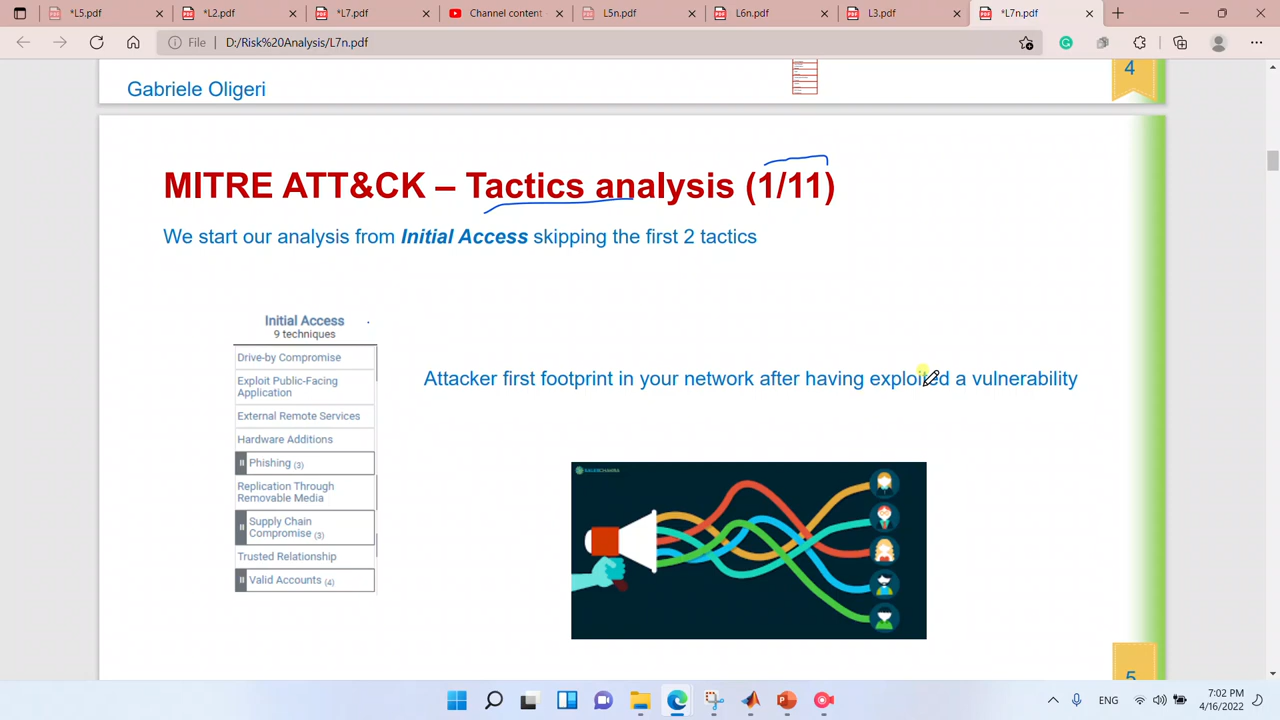 *L5.pdf
*L2.pdf
*L7.pdf
Channel content
L5n.pdf
L6n.pdf
L3.pdf
*L7n.pdf
File
D:/Risk%20Analysis/L7n.pdf
Gabriele Oligeri
4
MITRE ATT&CK – Tactics analysis (1/11)
We start our analysis from Initial Access skipping the first 2 tactics
Initial Access
9 techniques
Drive-by Compromise
Exploit Public-Facing
Application
External Remote Services
Hardware Additions
Phishing (3)
Replication Through
Removable Media
Supply Chain
Compromise (3)
Trusted Relationship
Valid Accounts (4)
Attacker first footprint in your network after having exploited a vulnerability
5
ENG
7:02 PM
4/16/2022